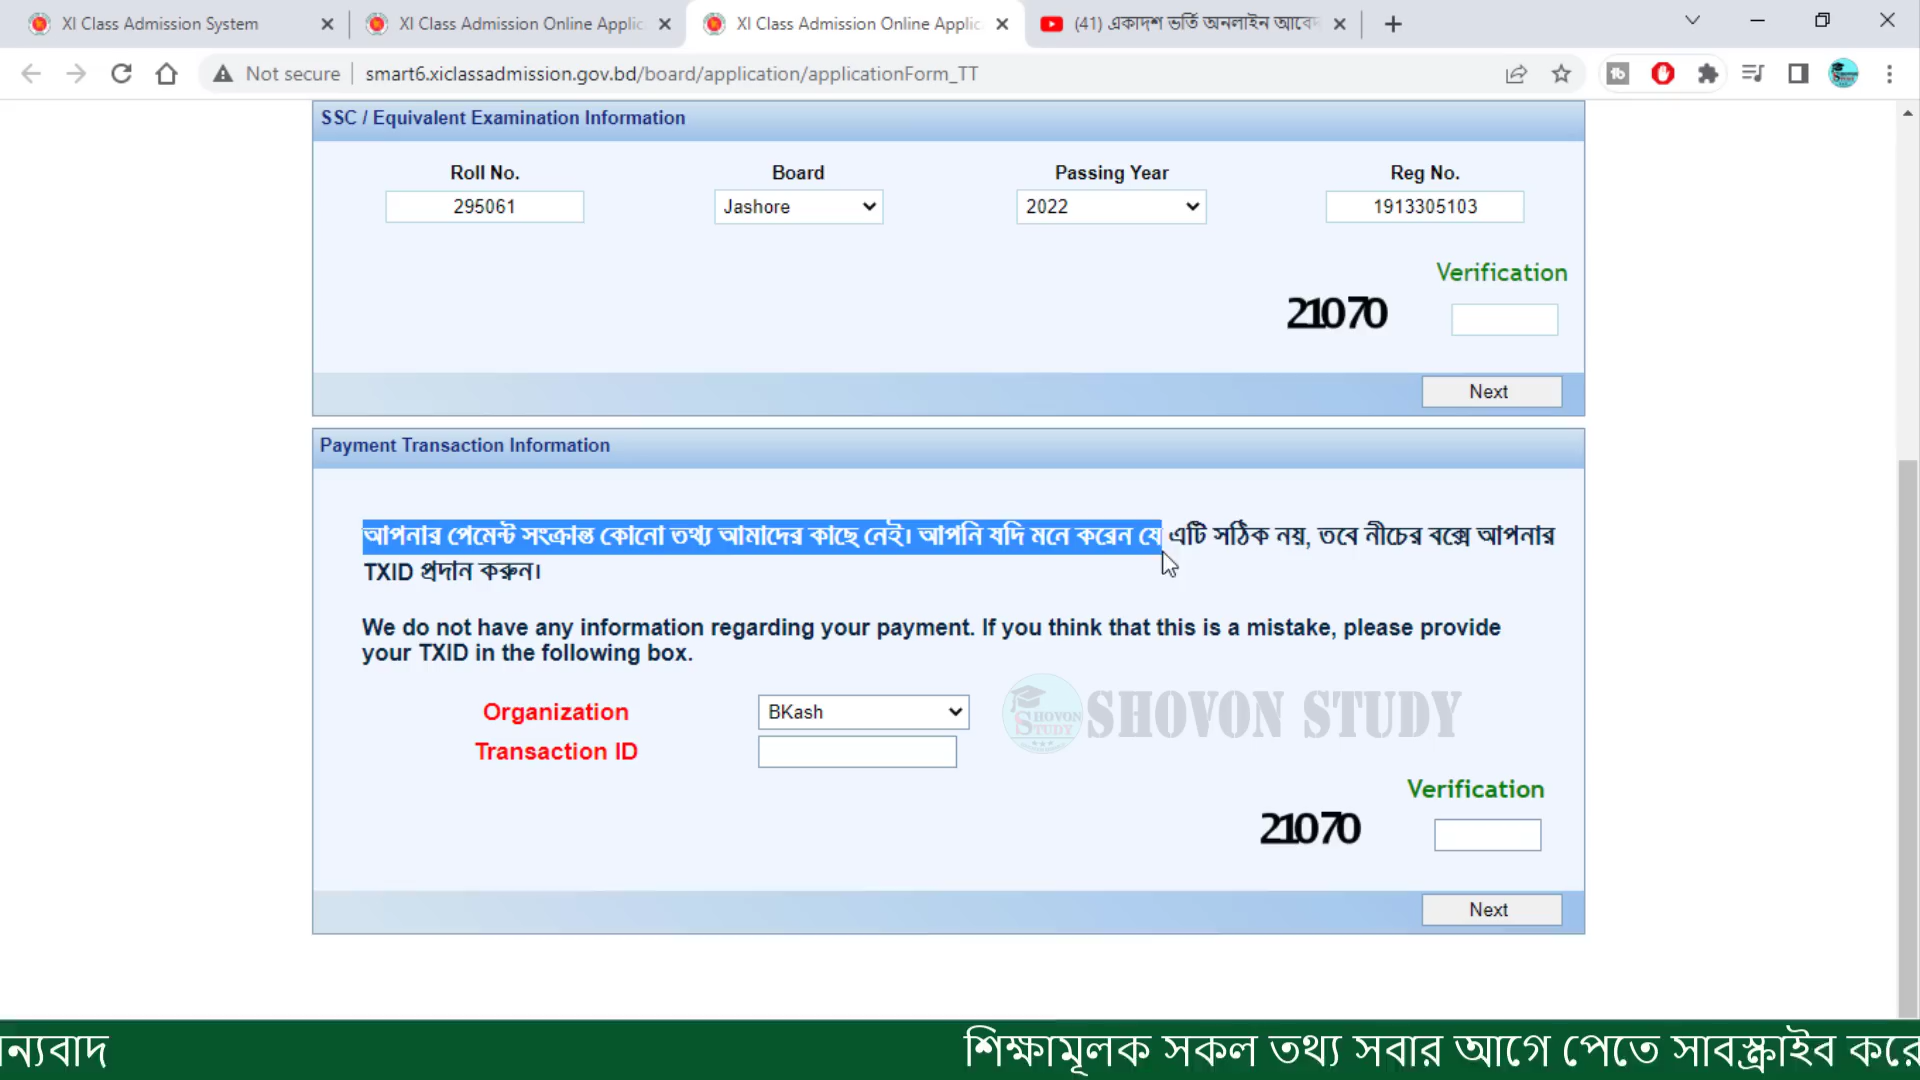 XI Class Admission System
XI Class Admission Online Applic
XI Class Admission Online Applic
(41) একাদশ ভর্তি অনলাইন আবেদ
Not secure
smart6.xiclassadmission.gov.bd/board/application/applicationForm_TT
SSC / Equivalent Examination Information
Roll No. Board Passing Year Reg No.
295061 Jashore 2022 1913305103
Verification
21070
Next
Payment Transaction Information
আপনার পেমেন্ট সংক্রান্ত কোনো তথ্য আমাদের কাছে নেই। আপনি যদি মনে করেন যে এটি সঠিক নয়, তবে নীচের বক্সে আপনার
TXID প্রদান করুন।
We do not have any information regarding your payment. If you think that this is a mistake, please provide
your TXID in the following box.
Organization BKash
SHOVON STUDY
SHOVON STUDY
Transaction ID
Verification
21070
Next
ন্যবাদ শিক্ষামূলক সকল তথ্য সবার আগে পেতে সাবস্ক্রাইব করে